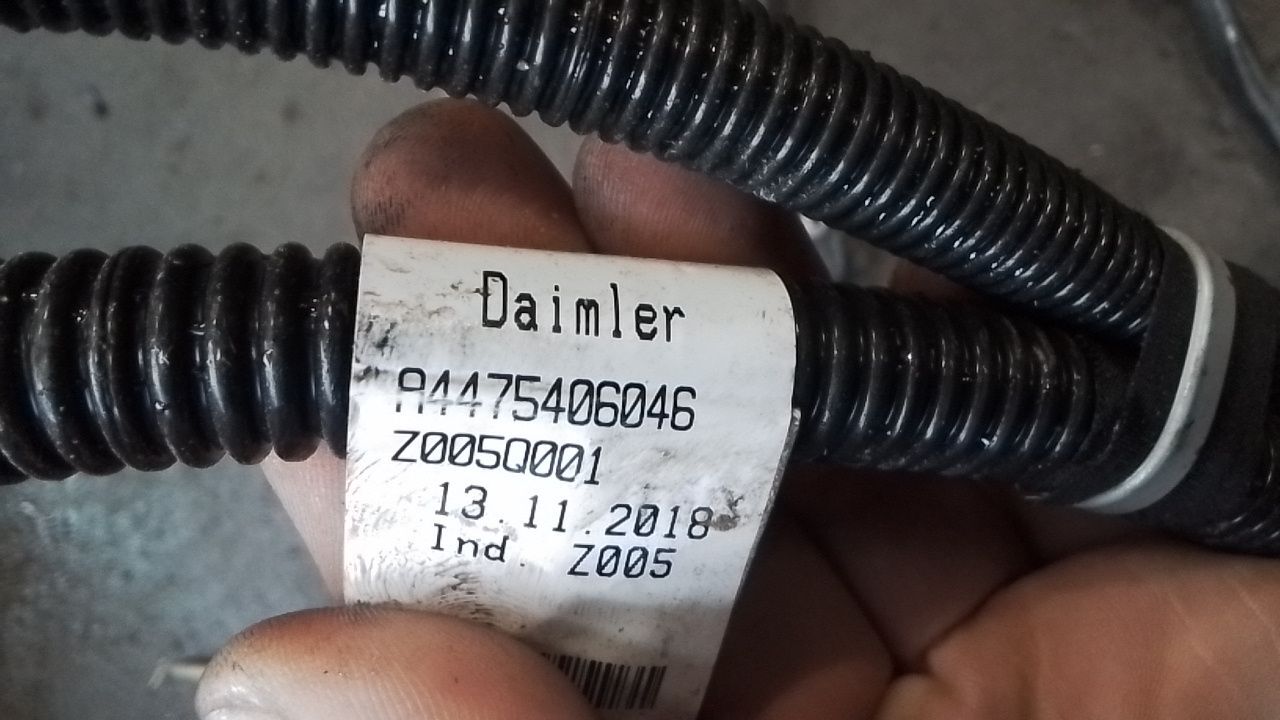 Daimler
A4475406046
Z005Q001
13.11.2018
Ind. Z005